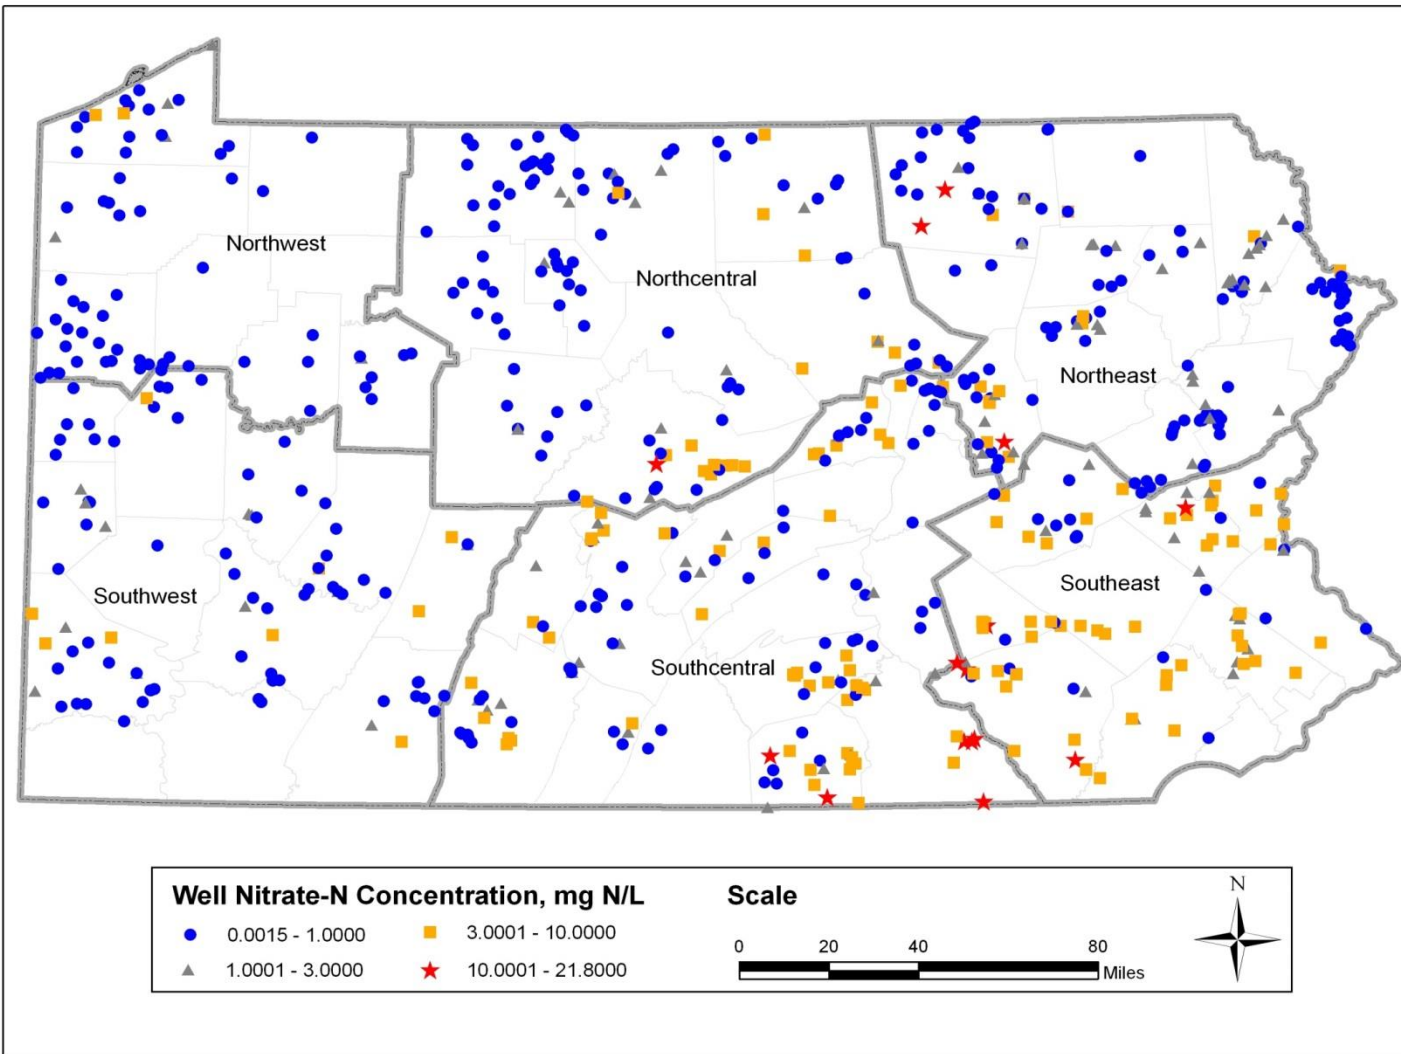 Northwest
Northcentral
Northeast
Southwest
Southeast
Southcentral
Well Nitrate-N Concentration, mg N/L
Scale
0.0015 - 1.0000
3.0001 - 10.0000
1.0001 - 3.0000
10.0001 - 21.8000
0 20 40 80
Miles
N